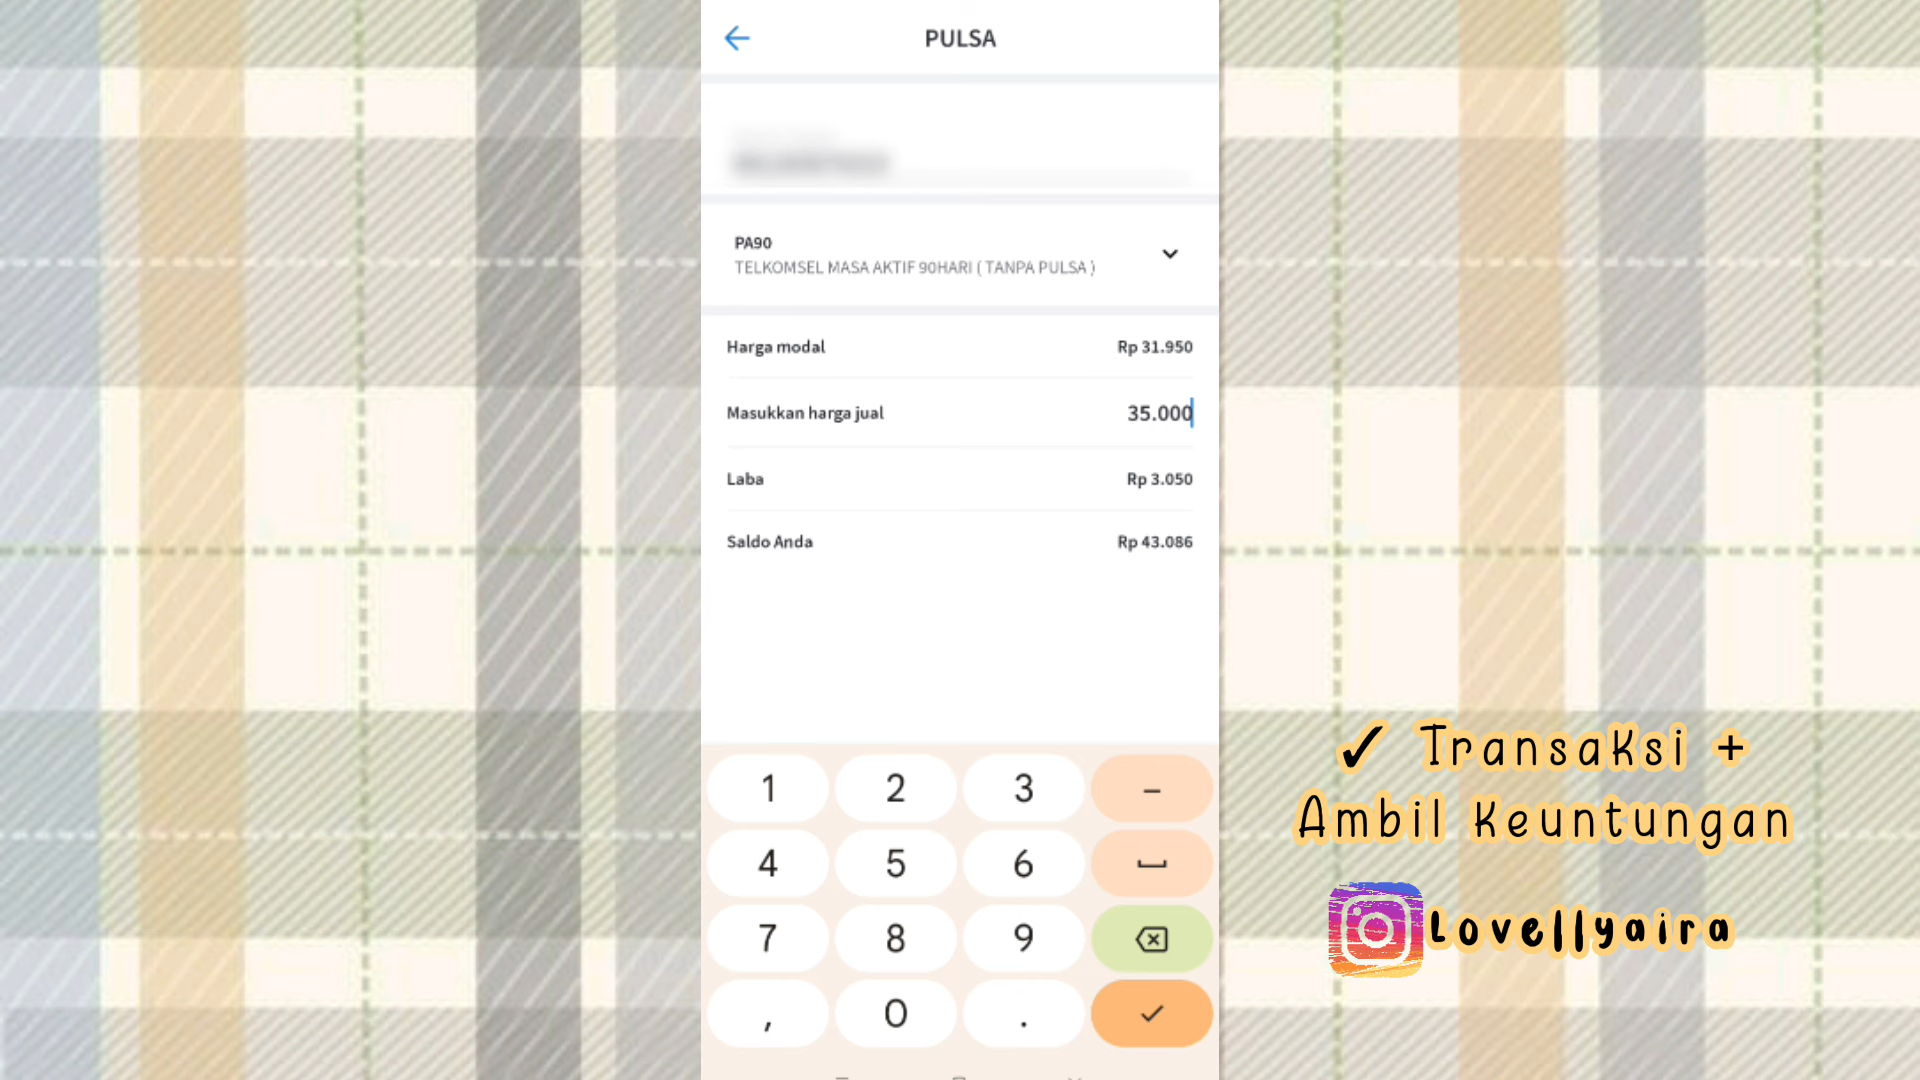 PULSA
PA90
TELKOMSEL MASA AKTIF 90HARI ( TANPA PULSA )
Harga modal
Rp 31.950
Masukkan harga jual
35.000
Laba
Rp 3.050
Saldo Anda
Rp 43.086
1 2 3 –
4 5 6
7 8 9
, 0 .
✓ Transaksi +
Ambil Keuntungan
Lovellyaira